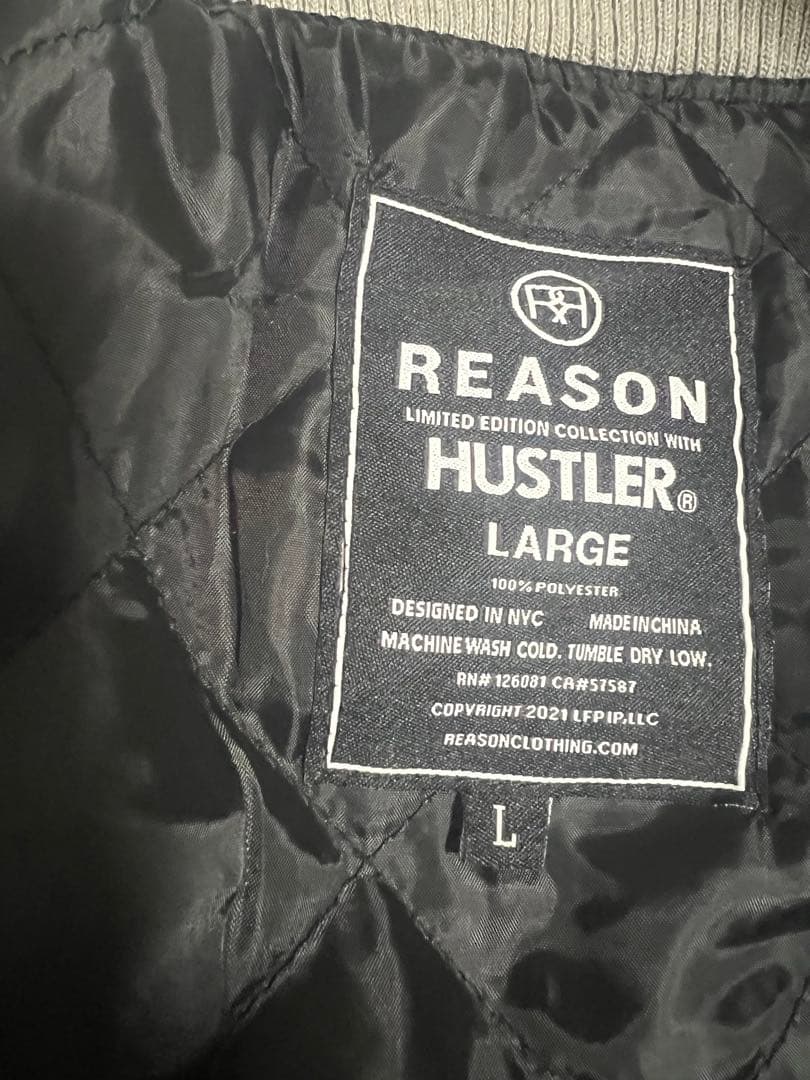 RR
REASON
LIMITED EDITION COLLECTION WITH
HUSTLER®
LARGE
100% POLYESTER
DESIGNED IN NYC MADE IN CHINA
MACHINE WASH COLD. TUMBLE DRY LOW.
RN# 126081 CA#57587
COPYRIGHT 2021 LFP IP, LLC
REASONCLOTHING.COM
L